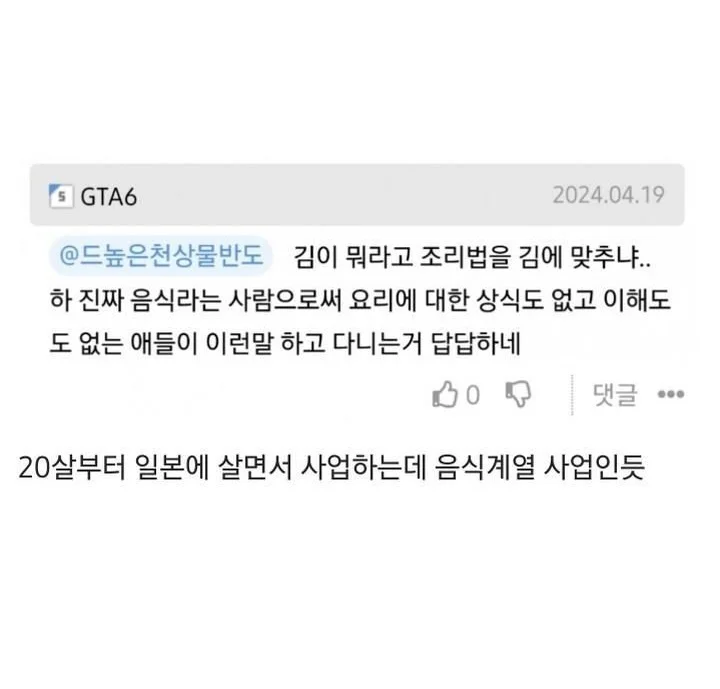 5 GTA6 2024.04.19
@드높은천상물반도 김이 뭐라고 조리법을 김에 맞추냐..
하 진짜 음식라는 사람으로써 요리에 대한 상식도 없고 이해도
도 없는 애들이 이런말 하고 다니는거 답답하네
0 댓글
20살부터 일본에 살면서 사업하는데 음식계열 사업인듯